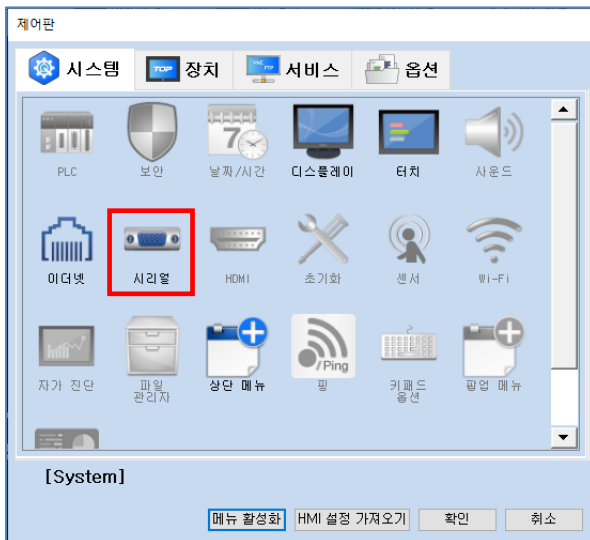 제어판
시스템
TOP
장치
VNC
FTP
서비스
옵션
PLC
보안
7
날짜/시간
디스플레이
터치
사운드
이더넷
시리얼
HDMI
초기화
센서
Wi-Fi
자가 진단
파일
관리자
상단 메뉴
/Ping
핑
키패드
옵션
팝업 메뉴
[System]
메뉴 활성화
HMI 설정 가져오기
확인
취소